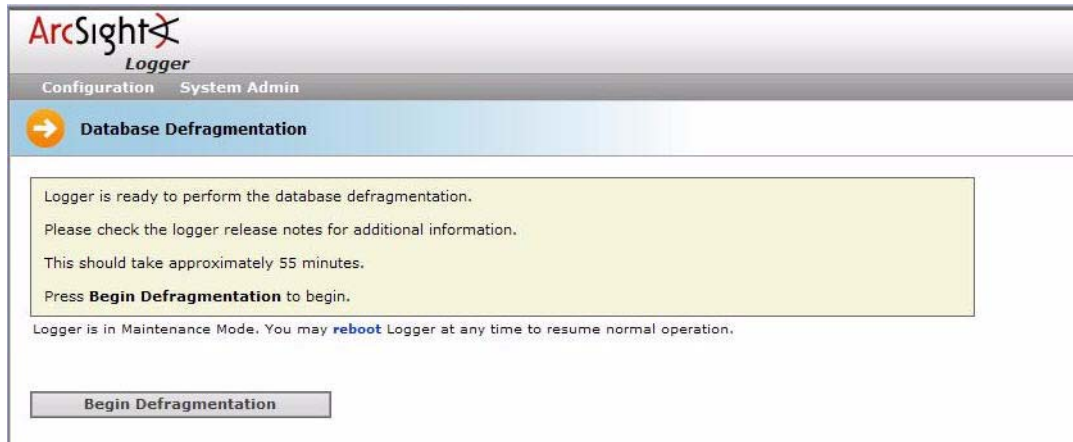 ArcSight
Logger
Configuration System Admin
Database Defragmentation
Logger is ready to perform the database defragmentation.
Please check the logger release notes for additional information.
This should take approximately 55 minutes.
Press Begin Defragmentation to begin.
Logger is in Maintenance Mode. You may reboot Logger at any time to resume normal operation.
Begin Defragmentation